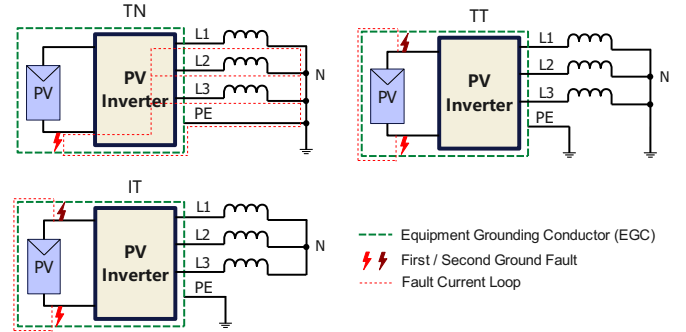 TN
PV
PV
Inverter
L1
L2
L3
PE
N
TT
PV
PV
Inverter
L1
L2
L3
PE
N
IT
PV
PV
Inverter
L1
L2
L3
PE
N
Equipment Grounding Conductor (EGC)
First / Second Ground Fault
Fault Current Loop